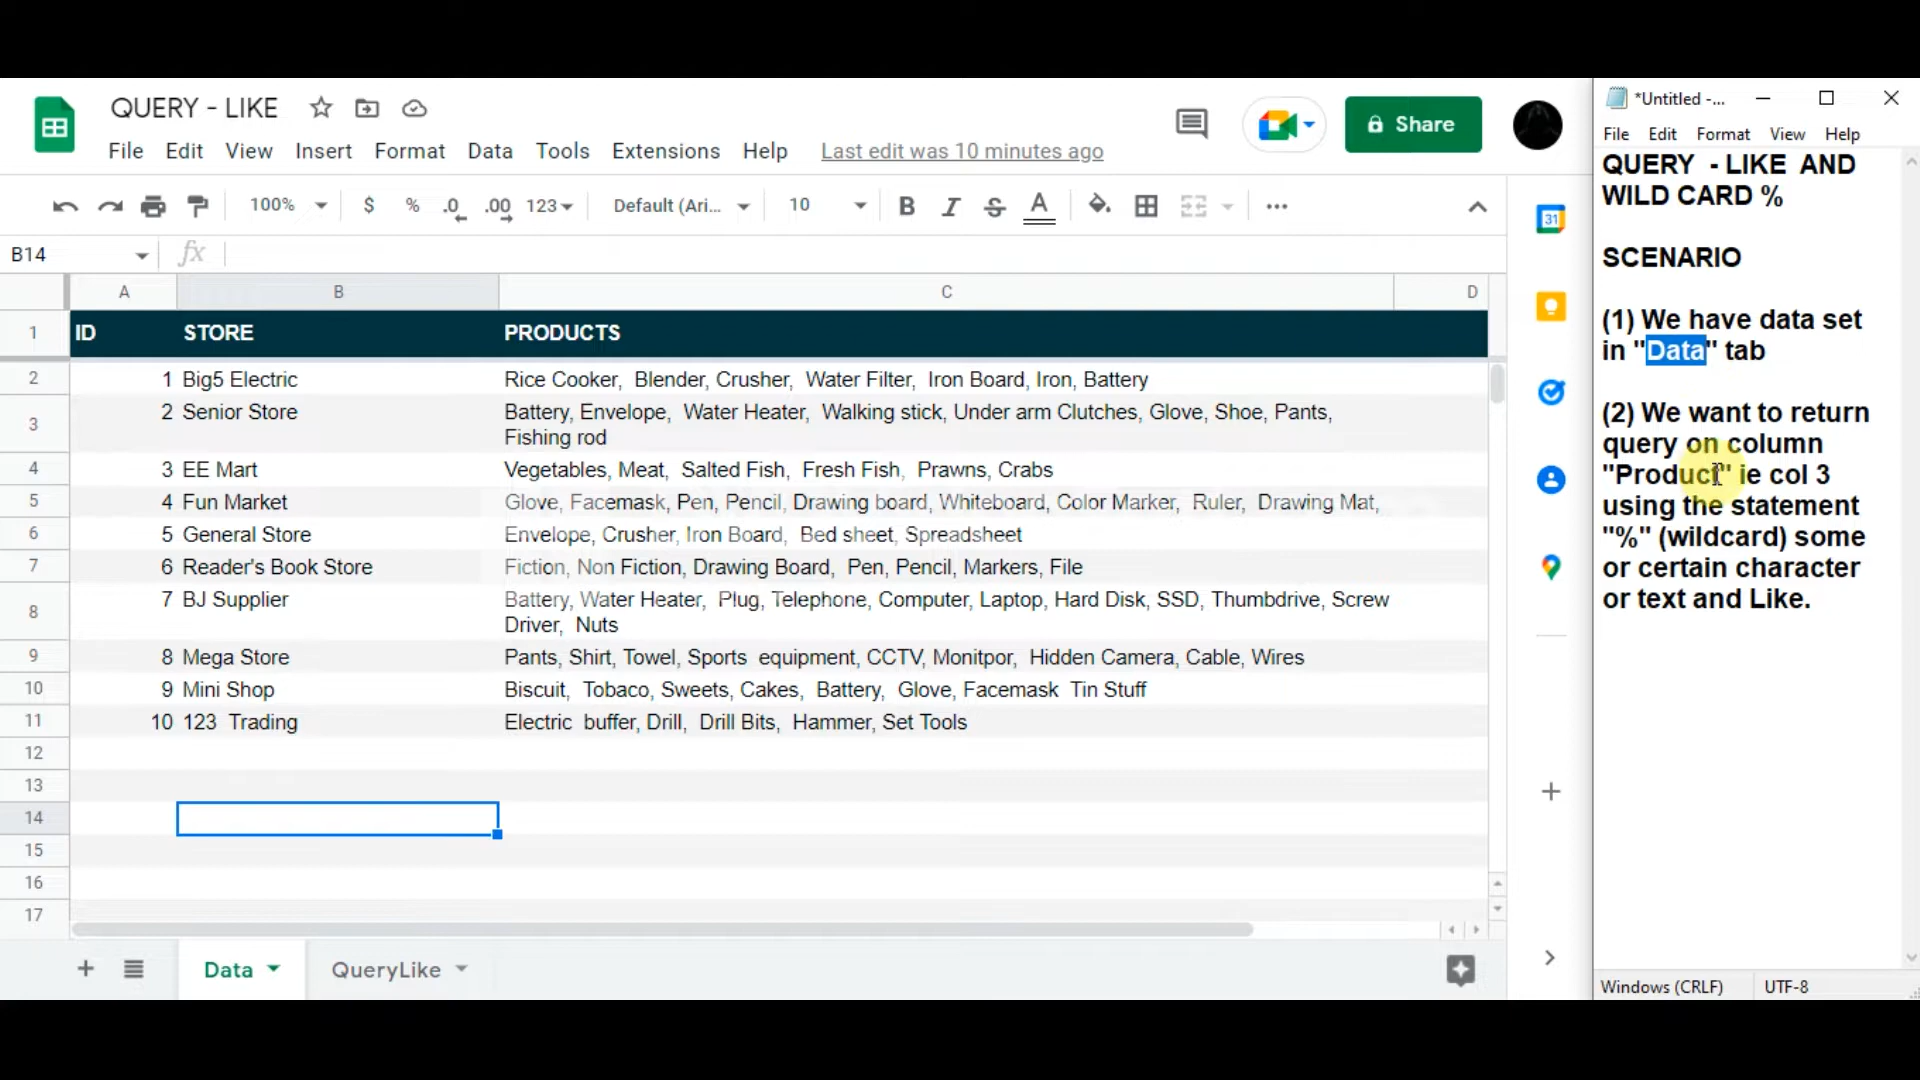 QUERY - LIKE
File Edit View Insert Format Data Tools Extensions Help Last edit was 10 minutes ago
Share
100% $ % .0 .00 123 Default (Ari... 10 B I S A
B14 fx
A B C D
1 ID STORE PRODUCTS
2 1 Big5 Electric Rice Cooker, Blender, Crusher, Water Filter, Iron Board, Iron, Battery
3 2 Senior Store Battery, Envelope, Water Heater, Walking stick, Under arm Clutches, Glove, Shoe, Pants,
Fishing rod
4 3 EE Mart Vegetables, Meat, Salted Fish, Fresh Fish, Prawns, Crabs
5 4 Fun Market Glove, Facemask, Pen, Pencil, Drawing board, Whiteboard, Color Marker, Ruler, Drawing Mat,
6 5 General Store Envelope, Crusher, Iron Board, Bed sheet, Spreadsheet
7 6 Reader's Book Store Fiction, Non Fiction, Drawing Board, Pen, Pencil, Markers, File
8 7 BJ Supplier Battery, Water Heater, Plug, Telephone, Computer, Laptop, Hard Disk, SSD, Thumbdrive, Screw
Driver, Nuts
9 8 Mega Store Pants, Shirt, Towel, Sports equipment, CCTV, Monitpor, Hidden Camera, Cable, Wires
10 9 Mini Shop Biscuit, Tobaco, Sweets, Cakes, Battery, Glove, Facemask Tin Stuff
11 10 123 Trading Electric buffer, Drill, Drill Bits, Hammer, Set Tools
12
13
14
15
16
17
Data QueryLike
31
*Untitled -...
File Edit Format View Help
QUERY - LIKE AND
WILD CARD %
SCENARIO
(1) We have data set
in "Data" tab
(2) We want to return
query on column
"Product" ie col 3
using the statement
"%" (wildcard) some
or certain character
or text and Like.
Windows (CRLF) UTF-8